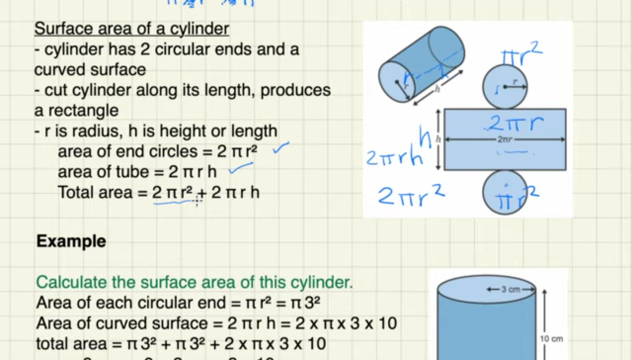 Surface area of a cylinder
- cylinder has 2 circular ends and a
curved surface
- cut cylinder along its length, produces
a rectangle
- r is radius, h is height or length
area of end circles = 2 π r² ✓
area of tube = 2 π r h ✓
Total area = 2 π r² + 2 π r h
r
h
πr²
r
r
2πr
h
h
2πr
2πrh
2πr²
πr²
Example
Calculate the surface area of this cylinder.
Area of each circular end = π r² = π 3²
Area of curved surface = 2 π r h = 2 x π x 3 x 10
total area = π 3² + π 3² + 2 x π x 3 x 10
3 cm
10 cm